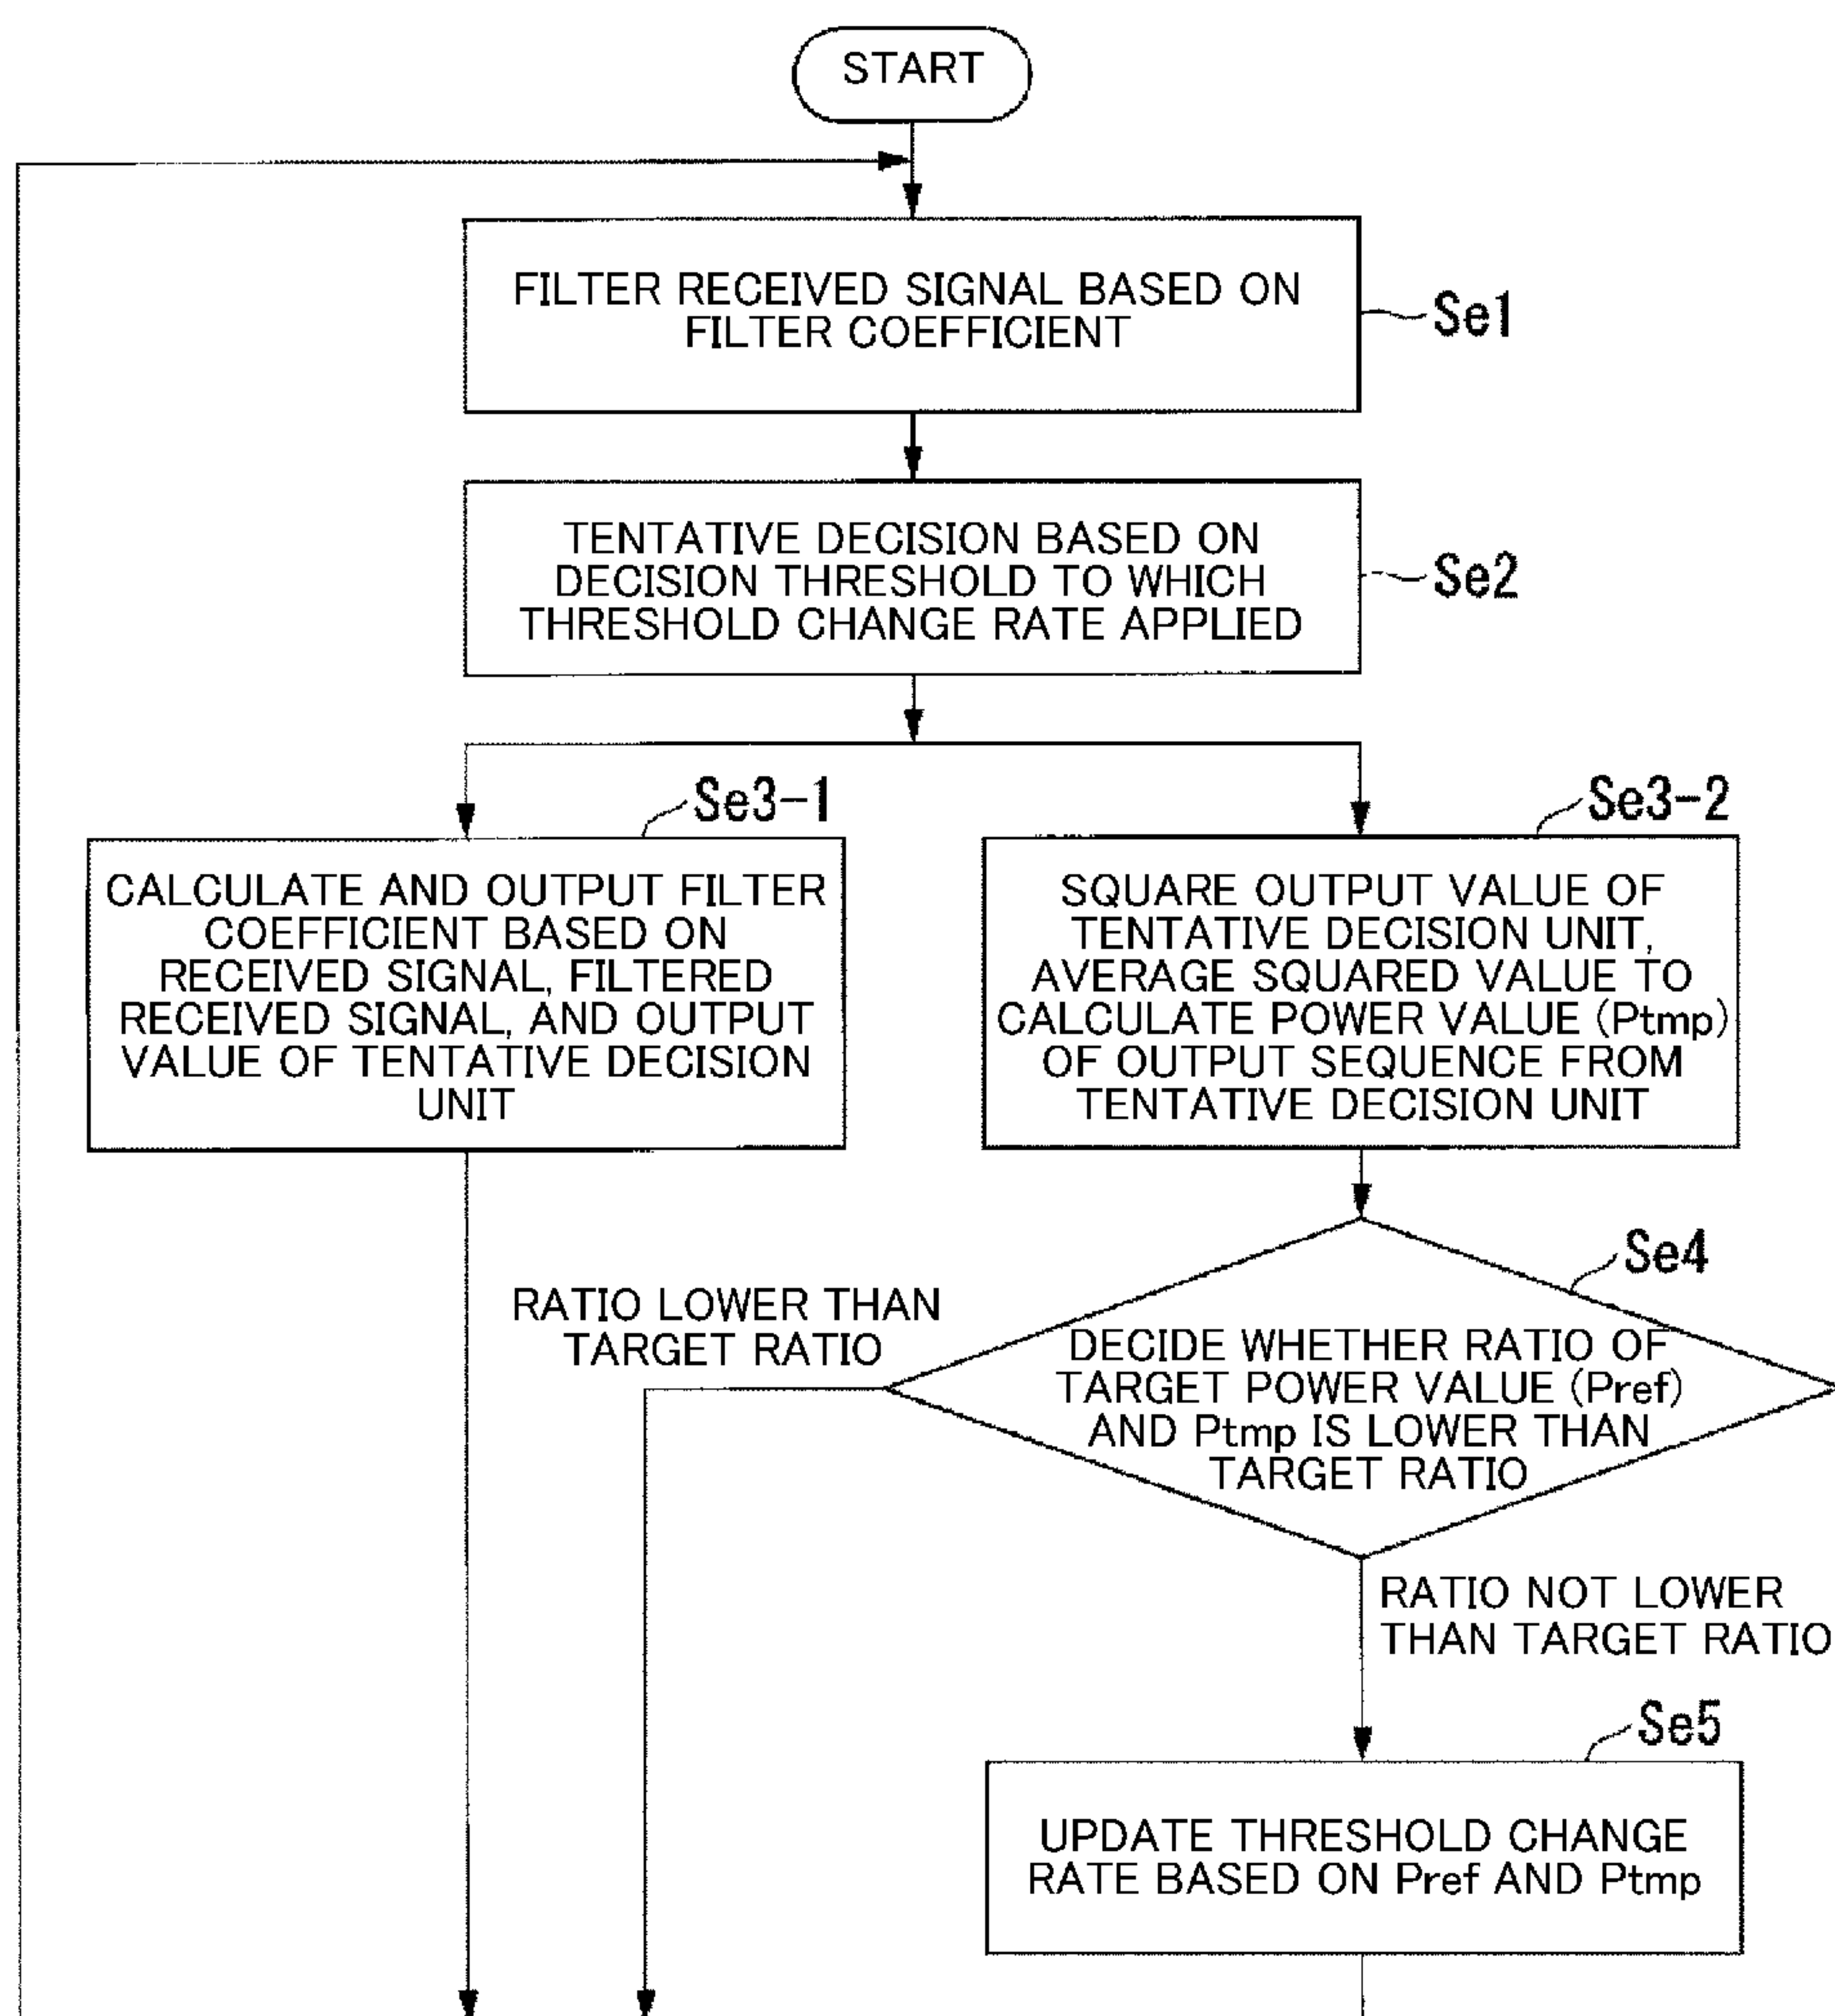 START
FILTER RECEIVED SIGNAL BASED ON
FILTER COEFFICIENT
Se1
TENTATIVE DECISION BASED ON
DECISION THRESHOLD TO WHICH
THRESHOLD CHANGE RATE APPLIED
Se2
Se3-1
CALCULATE AND OUTPUT FILTER
COEFFICIENT BASED ON
RECEIVED SIGNAL, FILTERED
RECEIVED SIGNAL, AND OUTPUT
VALUE OF TENTATIVE DECISION
UNIT
Se3-2
SQUARE OUTPUT VALUE OF
TENTATIVE DECISION UNIT,
AVERAGE SQUARED VALUE TO
CALCULATE POWER VALUE (Ptmp)
OF OUTPUT SEQUENCE FROM
TENTATIVE DECISION UNIT
Se4
RATIO LOWER THAN
TARGET RATIO
DECIDE WHETHER RATIO OF
TARGET POWER VALUE (Pref)
AND Ptmp IS LOWER THAN
TARGET RATIO
RATIO NOT LOWER
THAN TARGET RATIO
Se5
UPDATE THRESHOLD CHANGE
RATE BASED ON Pref AND Ptmp